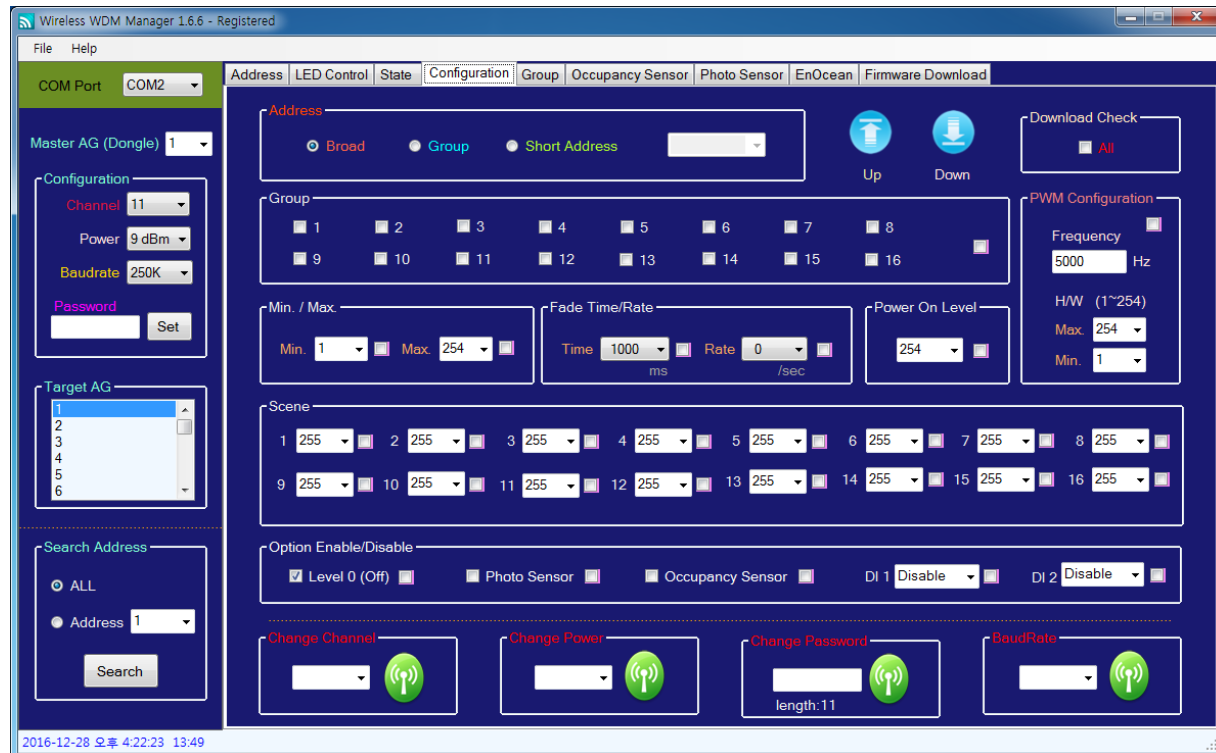 Wireless WDM Manager 1.6.6 - Registered
File Help
COM Port COM2
Address LED Control State Configuration Group Occupancy Sensor Photo Sensor EnOcean Firmware Download
Master AG (Dongle) 1
Configuration
Channel 11
Power 9 dBm
Baudrate 250K
Password
Set
Target AG
1
2
3
4
5
6
Search Address
ALL
Address 1
Search
Address
Broad Group Short Address
Up Down
Download Check
All
Group
1 2 3 4 5 6 7 8
9 10 11 12 13 14 15 16
PWM Configuration
Frequency
5000 Hz
H/W (1~254)
Max. 254
Min. 1
Min. / Max.
Min. 1 Max. 254
Fade Time/Rate
Time 1000 Rate 0
ms /sec
Power On Level
254
Scene
1 255 2 255 3 255 4 255 5 255 6 255 7 255 8 255
9 255 10 255 11 255 12 255 13 255 14 255 15 255 16 255
Option Enable/Disable
Level 0 (Off) Photo Sensor Occupancy Sensor DI 1 Disable DI 2 Disable
Change Channel
Change Power
Change Password
length:11
BaudRate
2016-12-28 오후 4:22:23 13:49